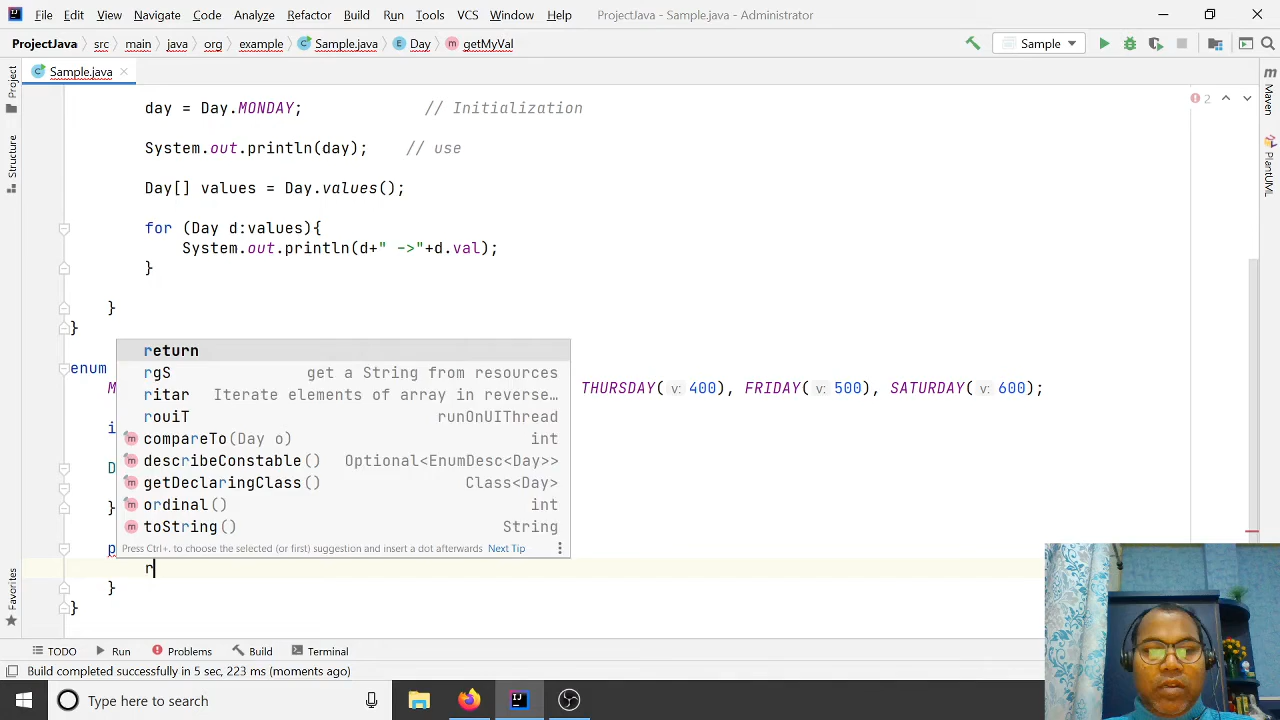 File Edit View Navigate Code Analyze Refactor Build Run Tools VCS Window Help ProjectJava - Sample.java - Administrator
ProjectJava src main java org example Sample.java Day getMyVal Sample
Sample.java
day = Day.MONDAY; // Initialization
2
System.out.println(day); // use
Day[] values = Day.values();
for (Day d:values){
System.out.println(d+" ->"+d.val);
}
}
}
enum
M THURSDAY( v: 400), FRIDAY( v: 500), SATURDAY( v: 600);
i
D
}
p
r
}
}
return
rgS get a String from resources
ritar Iterate elements of array in reverse…
rouiT runOnUIThread
compareTo(Day o) int
describeConstable() Optional<EnumDesc<Day>>
getDeclaringClass() Class<Day>
ordinal() int
toString() String
Press Ctrl+. to choose the selected (or first) suggestion and insert a dot afterwards Next Tip
Project
Structure
Favorites
m
Maven
PlantUML
TODO Run Problems Build Terminal
Build completed successfully in 5 sec, 223 ms (moments ago)
Type here to search